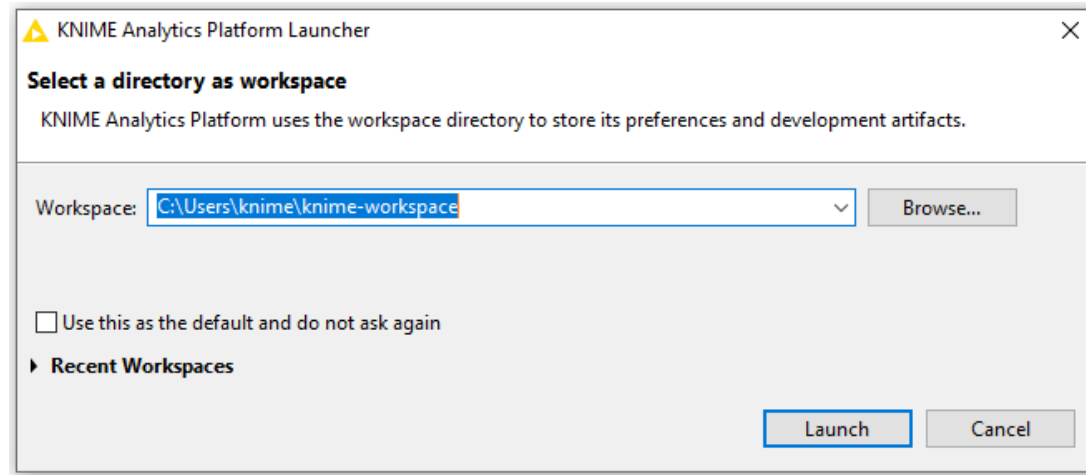 KNIME Analytics Platform Launcher
Select a directory as workspace
KNIME Analytics Platform uses the workspace directory to store its preferences and development artifacts.
Workspace: C:\Users\knime\knime-workspace Browse...
Use this as the default and do not ask again
Recent Workspaces
Launch Cancel